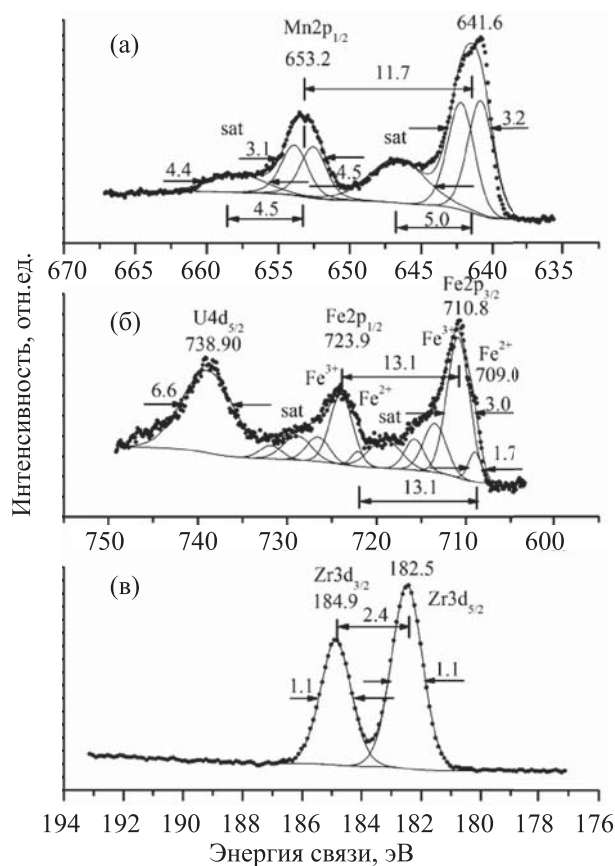 Интенсивность, отн.ед.
(а)
Mn2p1/2
653.2
641.6
11.7
sat
3.1
4.4
4.5
sat
4.5
3.2
5.0
670 665 660 655 650 645 640 635
(б)
U4d5/2
738.90
6.6
Fe2p1/2
723.9
Fe3+
Fe2+
sat
13.1
Fe2p3/2
710.8
Fe3+
Fe2+
709.0
sat
3.0
1.7
13.1
750 740 730 720 710 600
(в)
Zr3d3/2
184.9
182.5
Zr3d5/2
2.4
1.1
1.1
194 192 190 188 186 184 182 180 178 176
Энергия связи, эВ